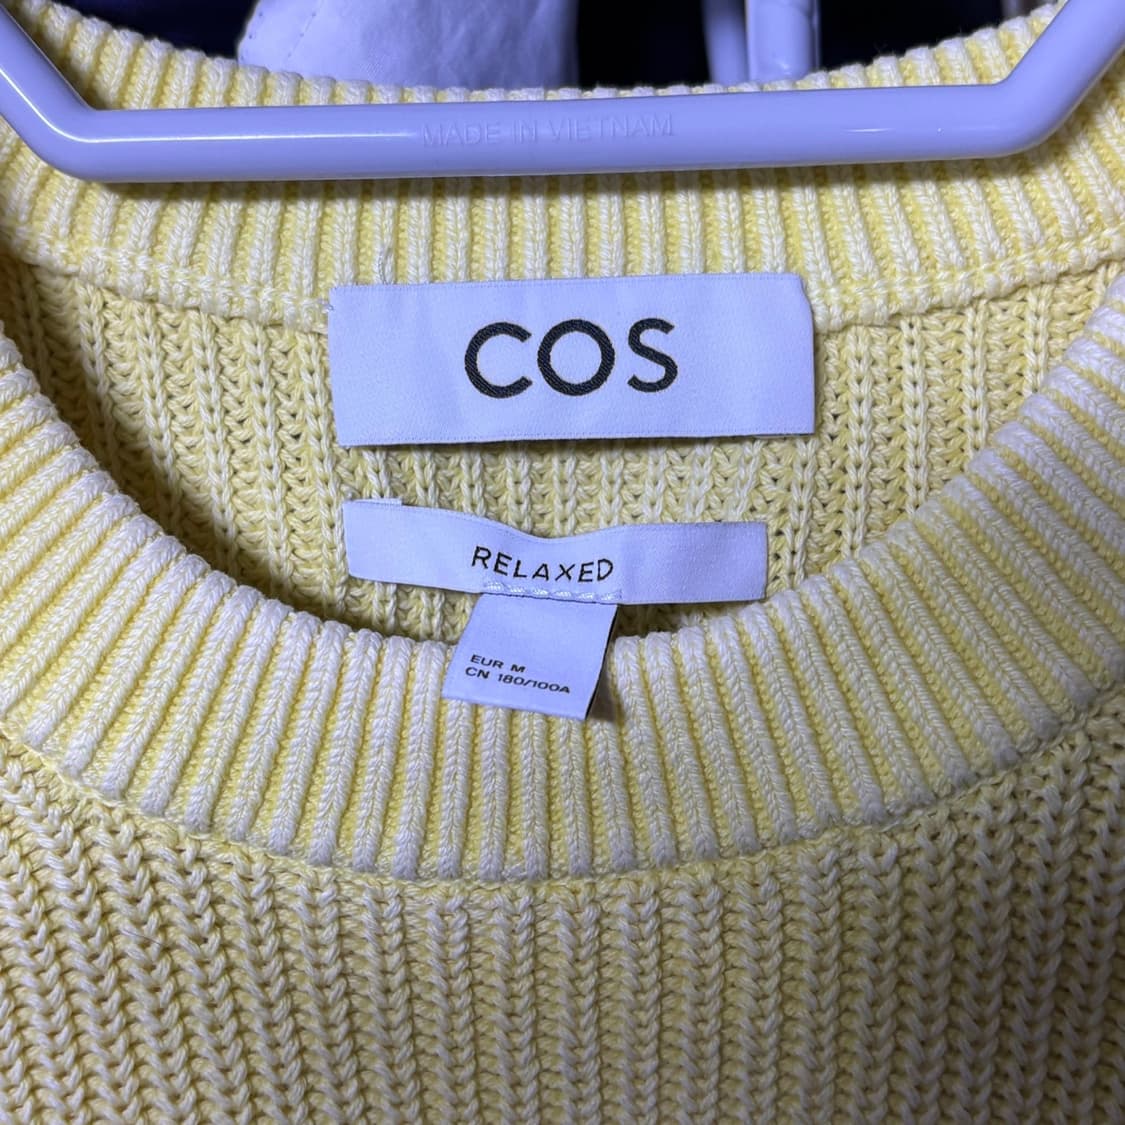 MADE IN VIETNAM
COS
RELAXED
EUR M
CN 180/100A